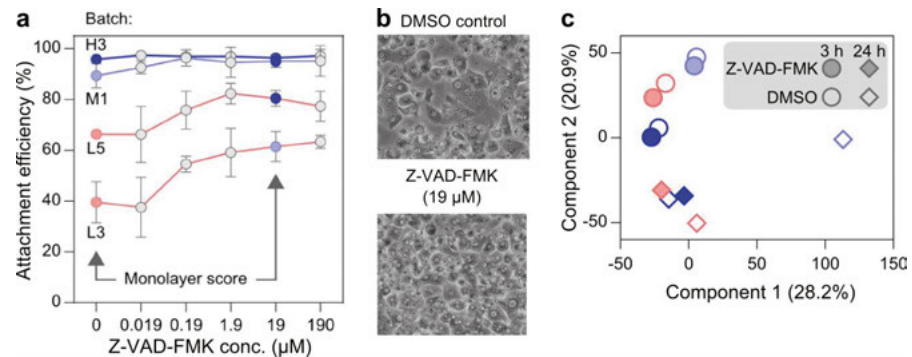 a
Batch:
H3
M1
L5
L3
Attachment efficiency (%)
100
80
60
40
20
0
Monolayer score
0
0.019
0.19
1.9
19
190
Z-VAD-FMK conc. (µM)
b
DMSO control
Z-VAD-FMK
(19 µM)
c
3 h 24 h
Z-VAD-FMK
DMSO
Component 2 (20.9%)
50
0
-50
-50
0
50
100
150
Component 1 (28.2%)